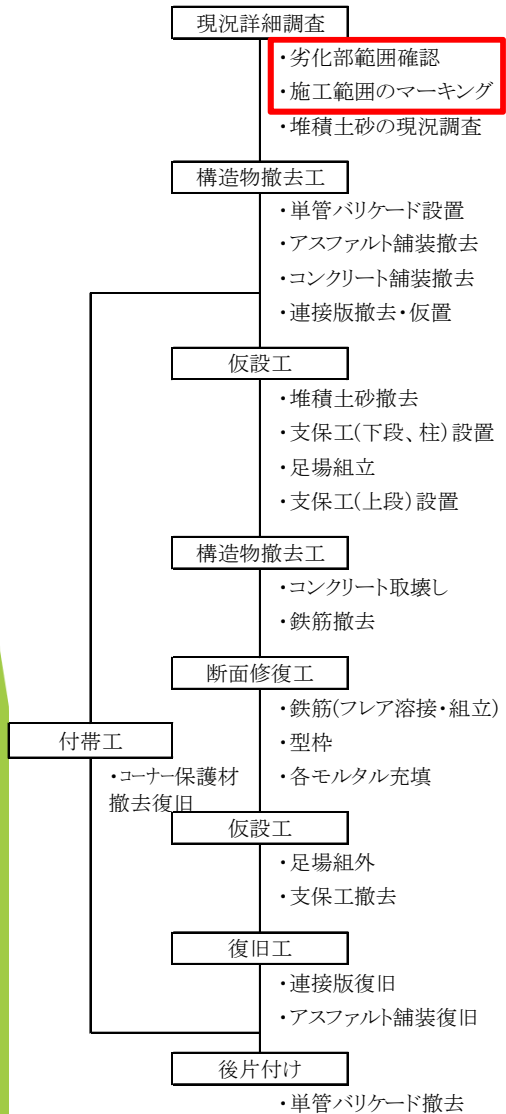 現況詳細調査
・劣化部範囲確認
・施工範囲のマーキング
・堆積土砂の現況調査
構造物撤去工
・単管バリケード設置
・アスファルト舗装撤去
・コンクリート舗装撤去
・連接版撤去・仮置
仮設工
・堆積土砂撤去
・支保工(下段、柱)設置
・足場組立
・支保工(上段)設置
構造物撤去工
・コンクリート取壊し
・鉄筋撤去
断面修復工
・鉄筋(フレア溶接・組立)
・型枠
・各モルタル充填
付帯工
・コーナー保護材
撤去復旧
仮設工
・足場組外
・支保工撤去
復旧工
・連接版復旧
・アスファルト舗装復旧
後片付け
・単管バリケード撤去